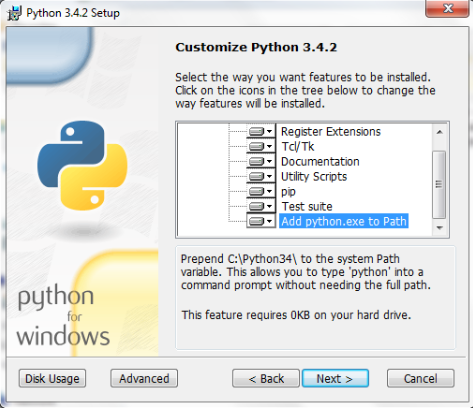 Python 3.4.2 Setup
Customize Python 3.4.2
Select the way you want features to be installed.
Click on the icons in the tree below to change the
way features will be installed.
Register Extensions
Tcl/Tk
Documentation
Utility Scripts
pip
Test suite
Add python.exe to Path
Prepend C:\Python34\ to the system Path
variable. This allows you to type 'python' into a
command prompt without needing the full path.
This feature requires 0KB on your hard drive.
python
for
windows
Disk Usage
Advanced
< Back
Next >
Cancel